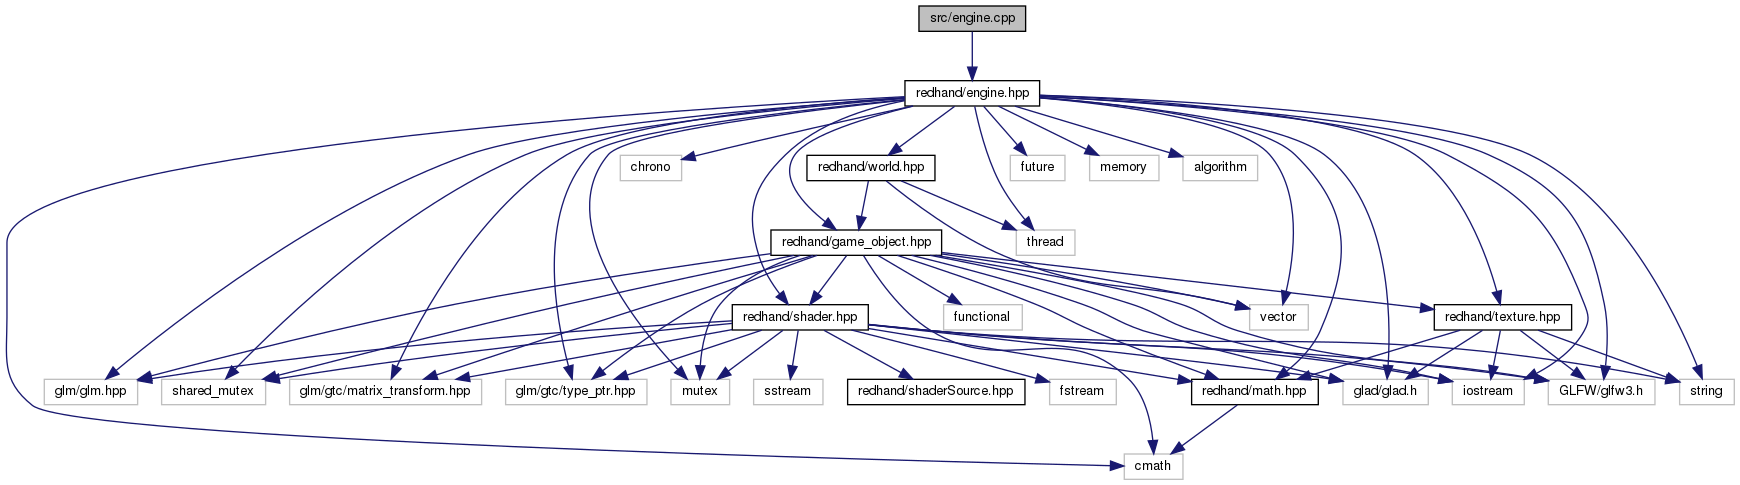 src/engine.cpp
redhand/engine.hpp
chrono
redhand/world.hpp
future
memory
algorithm
redhand/game_object.hpp
thread
redhand/shader.hpp
functional
vector
redhand/texture.hpp
glm/glm.hpp
shared_mutex
glm/gtc/matrix_transform.hpp
glm/gtc/type_ptr.hpp
mutex
sstream
redhand/shaderSource.hpp
fstream
redhand/math.hpp
glad/glad.h
iostream
GLFW/glfw3.h
string
cmath